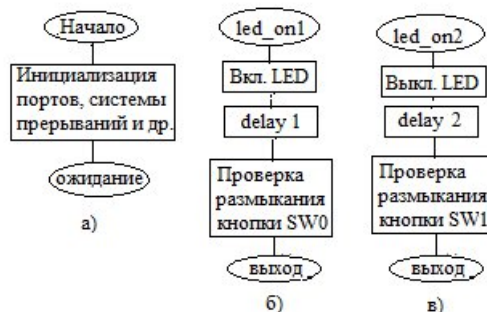 Начало
Инициализация
портов, системы
прерываний и др.
ожидание
а)
led_on1
Вкл. LED
delay 1
Проверка
размыкания
кнопки SW0
выход
б)
led_on2
Выкл. LED
delay 2
Проверка
размыкания
кнопки SW1
выход
в)